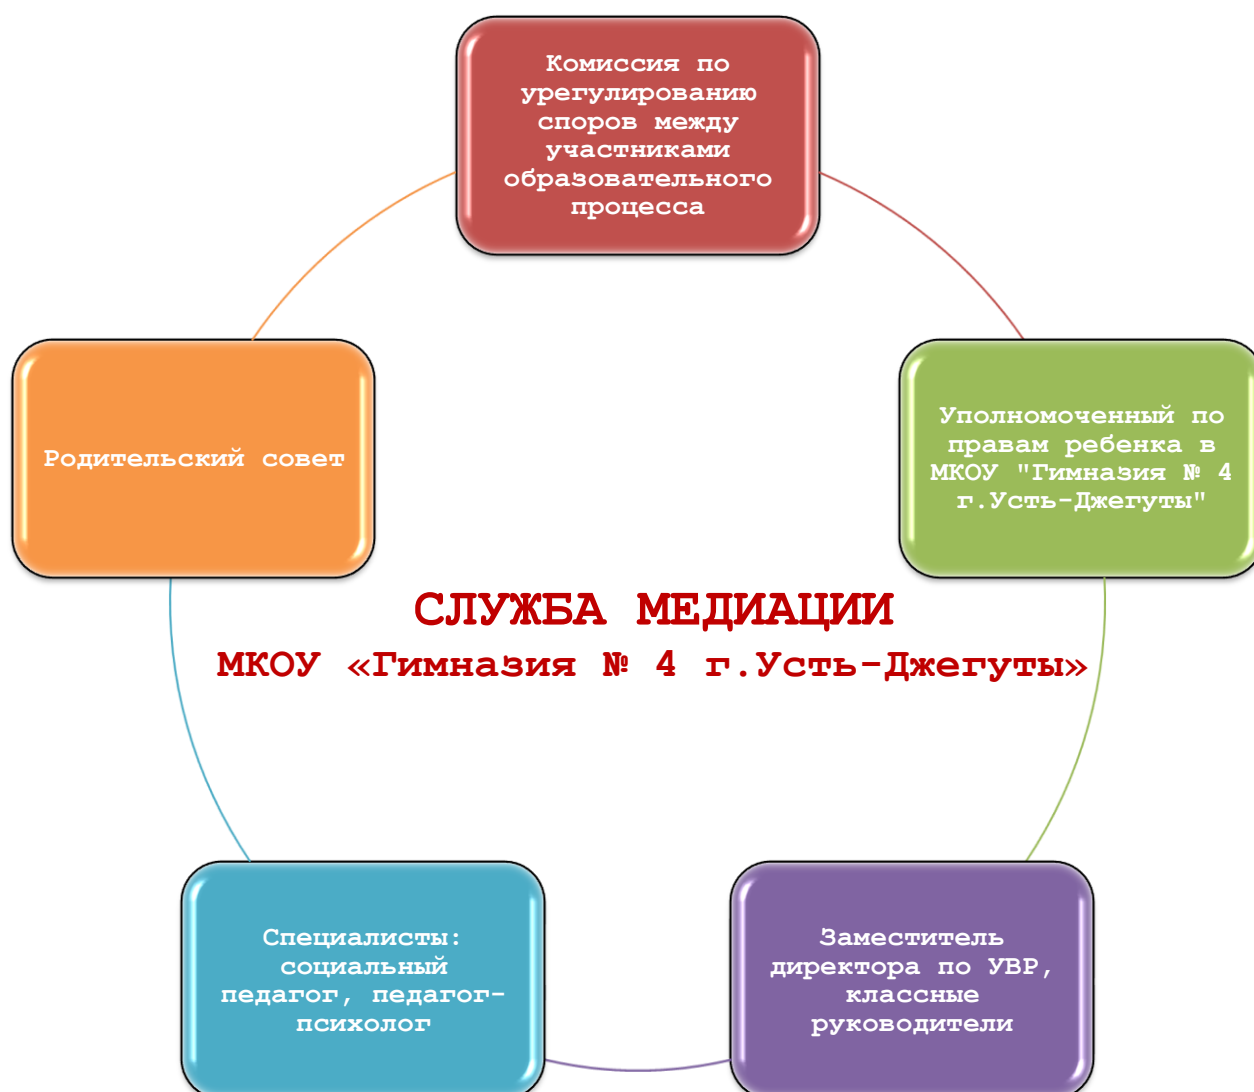 Комиссия по
урегулированию
споров между
участниками
образовательного
процесса
Родительский совет
Уполномоченный по
правам ребенка в
МКОУ "Гимназия № 4
г.Усть-Джегуты"
СЛУЖБА МЕДИАЦИИ
МКОУ «Гимназия № 4 г.Усть-Джегуты»
Специалисты:
социальный
педагог, педагог-
психолог
Заместитель
директора по УВР,
классные
руководители